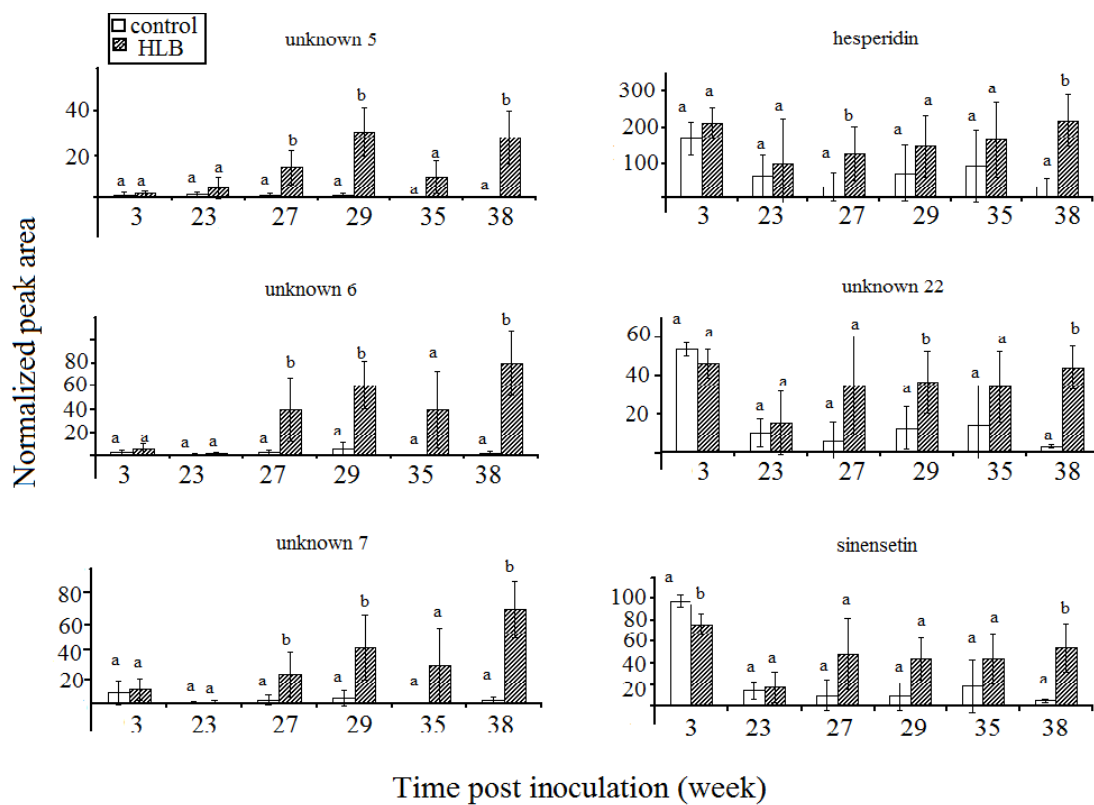 control
HLB
Normalized peak area
unknown 5
40
20
a a a a a b a b a a a b
3 23 27 29 35 38
hesperidin
300
200
100
a a a a a b a a a a a b
3 23 27 29 35 38
unknown 6
80
60
40
20
a a a a a b a b a a a b
3 23 27 29 35 38
unknown 22
60
40
20
a a a a a a a b a a a b
3 23 27 29 35 38
unknown 7
80
60
40
20
a a a a a b a b a a a b
3 23 27 29 35 38
sinensetin
100
80
60
40
20
a b a a a a a a a a a b
3 23 27 29 35 38
Time post inoculation (week)